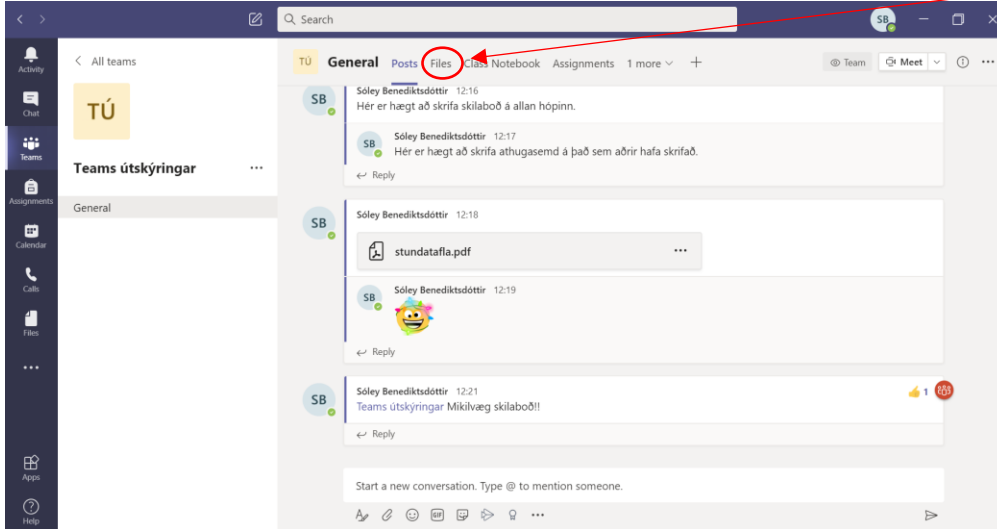 Search
SB
Activity
Chat
Teams
Assignments
Calendar
Calls
Files
Apps
Help
All teams
TÚ
Teams útskýringar
General
TÚ General Posts Files Class Notebook Assignments 1 more
Team Meet
SB Sóley Benediktsdóttir 12:16
Hér er hægt að skrifa skilaboð á allan hópinn.
SB Sóley Benediktsdóttir 12:17
Hér er hægt að skrifa athugasemd á það sem aðrir hafa skrifað.
Reply
SB Sóley Benediktsdóttir 12:18
stundatafla.pdf
SB Sóley Benediktsdóttir 12:19
Reply
SB Sóley Benediktsdóttir 12:21
1
Teams útskýringar Mikilvæg skilaboð!!
Reply
Start a new conversation. Type @ to mention someone.
GIF